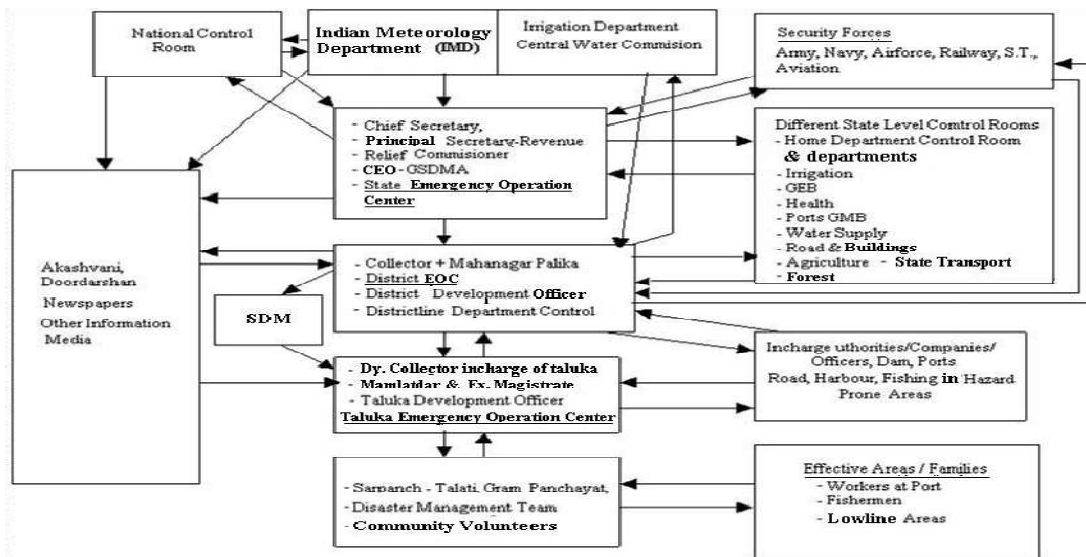 National Control
Room
Indian Meteorology
Department (IMD)
Irrigation Department
Central Water Commision
Security Forces
Army, Navy, Airforce, Railway, S.T.,
Aviation
- Chief Secretary,
- Principal Secretary-Revenue
- Relief Commisioner
- CEO-GSDMA
- State Emergency Operation
Center
Different State Level Comtrol Rooms
- Home Department Control Room
& departments
- Irrigation
- GEB
- Health
- Ports GMB
- Water Supply
- Road & Buildings
- Agriculture - State Transport
- Forest
Akashvani,
Doordarshan
Newspapers
Other Information
Media
- Collector + Mahanagar Palika
- District EOC
- District Development Officer
- Districtline Department Control
SDM
- Dy. Collector incharge of taluka
- Mamlatdar & Ex. Magistrate
- Taluka Development Officer
Taluka Emergency Operation Center
Incharge uthorities/Companies/
Officers, Dam, Ports
Road, Harbour, Fishing in Hazard
Prone Areas
- Sarpanch - Talati, Gram Panchayat,
- Disaster Management Team
- Community Volunteers
Effective Areas / Families
- Workers at Port
- Fishermen
- Lowline Areas